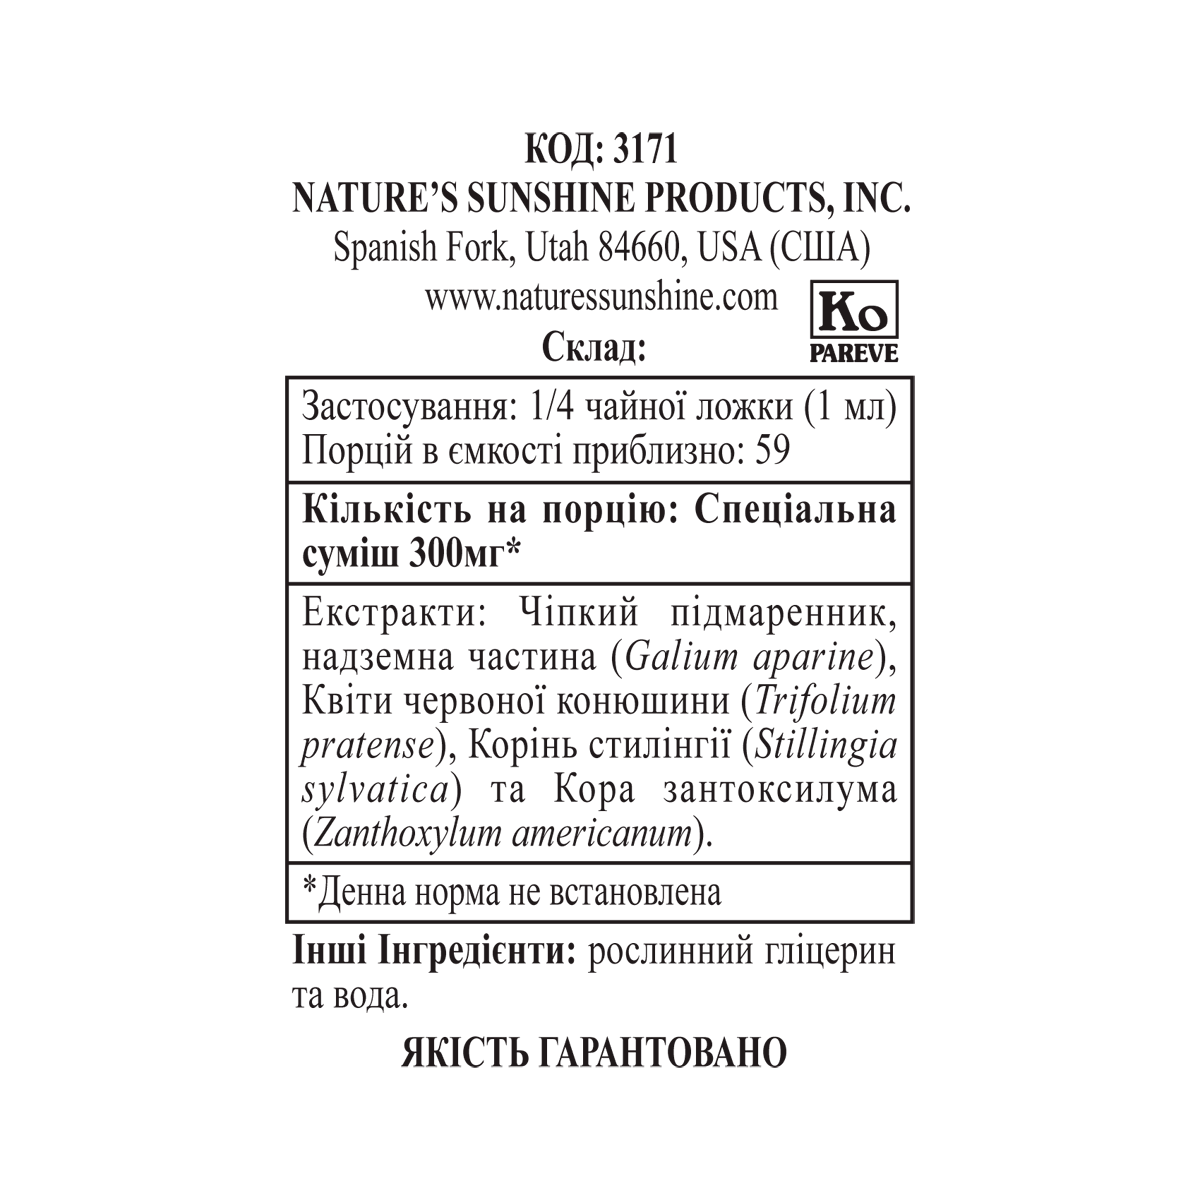 КОД: 3171
NATURE’S SUNSHINE PRODUCTS, INC.
Spanish Fork, Utah 84660, USA (США)
www.naturessunshine.com
Ko
PAREVE
Склад:
Застосування: 1/4 чайної ложки (1 мл)
Порцій в ємкості приблизно: 59
Кількість на порцію: Спеціальна
суміш 300мг*
Екстракти: Чіпкий підмаренник,
надземна частина (Galium aparine),
Квіти червоної конюшини (Trifolium
pratense), Корінь стилінгії (Stillingia
sylvatica) та Кора зантоксилума
(Zanthoxylum americanum).
*Денна норма не встановлена
Інші Інгредієнти: рослинний гліцерин
та вода.
ЯКІСТЬ ГАРАНТОВАНО